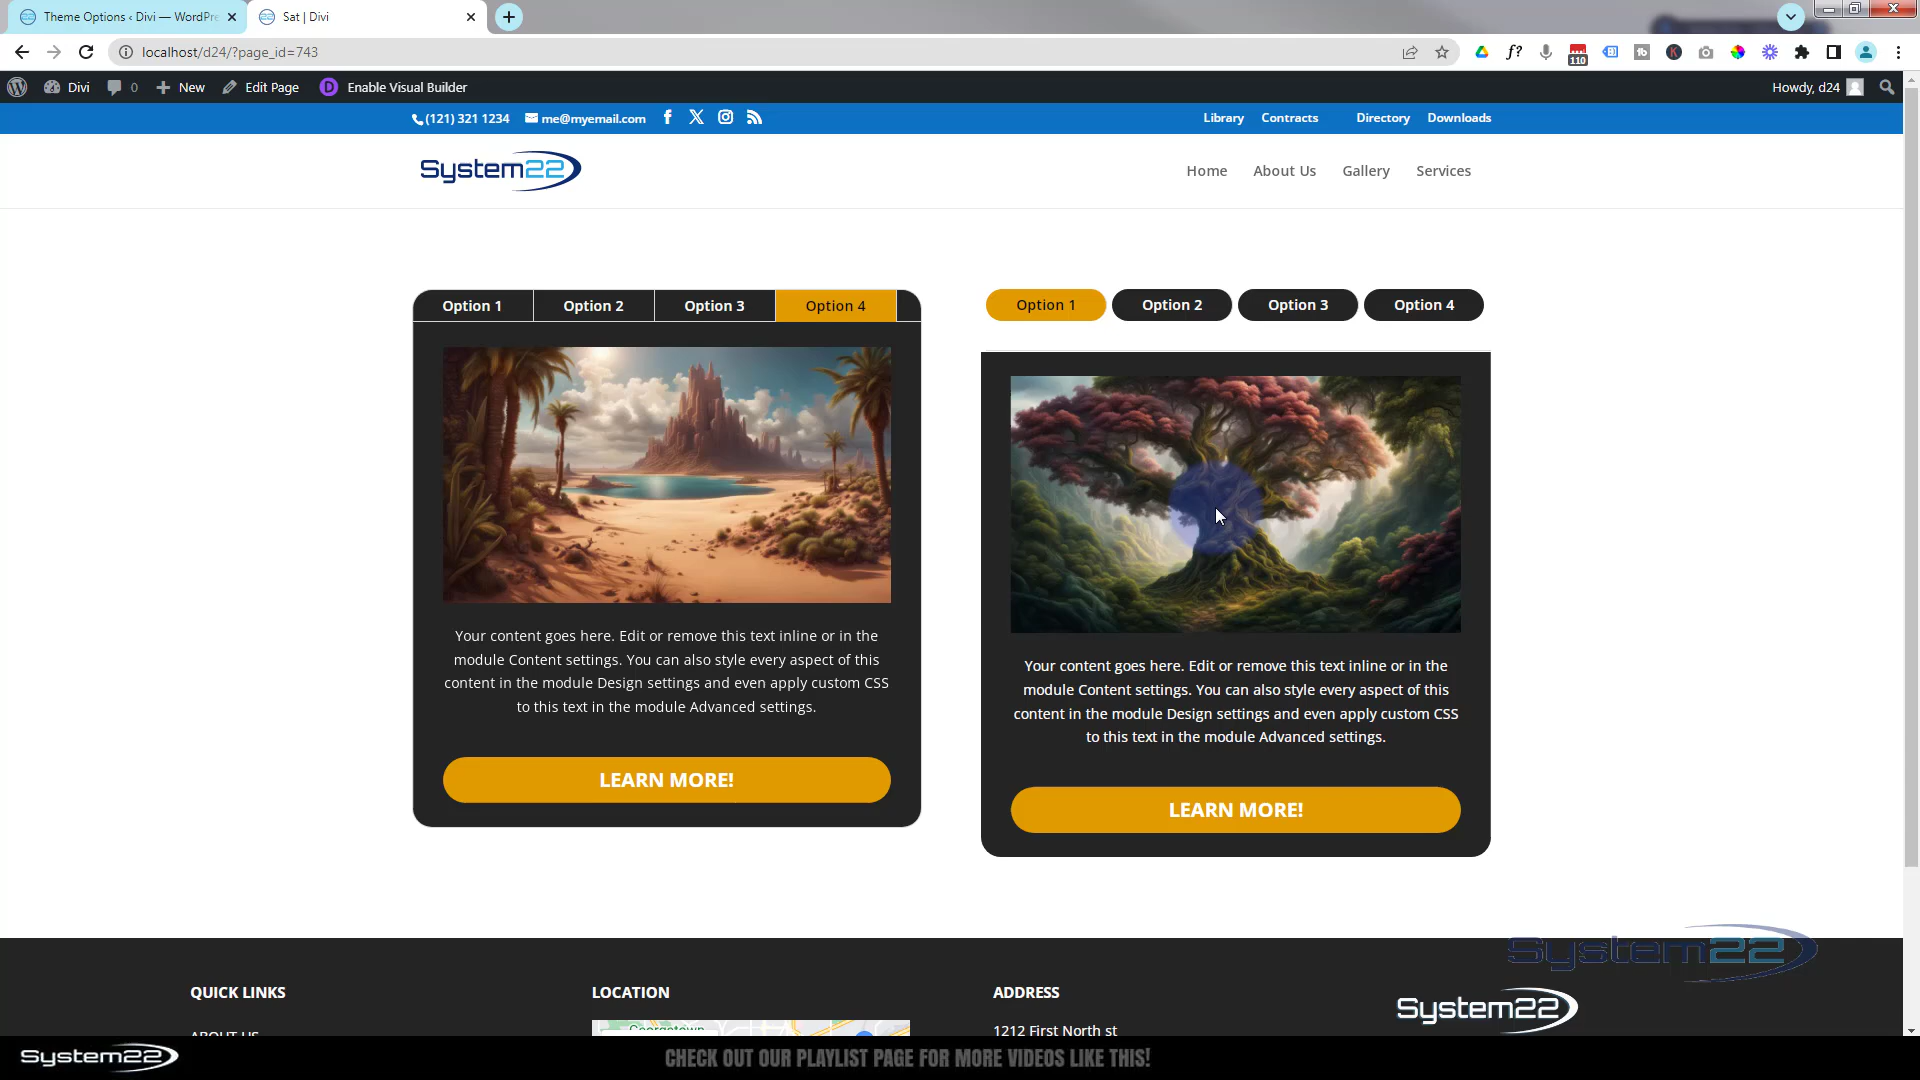 Theme Options ‹ Divi — WordPre
Sat | Divi
localhost/d24/?page_id=743
110
Divi 0 New Edit Page Enable Visual Builder Howdy, d24
(121) 321 1234 me@myemail.com Library Contracts Directory Downloads
System22 Home About Us Gallery Services
Option 1 Option 2 Option 3 Option 4
Option 1 Option 2 Option 3 Option 4
Your content goes here. Edit or remove this text inline or in the
module Content settings. You can also style every aspect of this
content in the module Design settings and even apply custom CSS
to this text in the module Advanced settings.
LEARN MORE!
Your content goes here. Edit or remove this text inline or in the
module Content settings. You can also style every aspect of this
content in the module Design settings and even apply custom CSS
to this text in the module Advanced settings.
LEARN MORE!
System22
QUICK LINKS LOCATION ADDRESS
System22
ABOUT US Georgetown 1212 First North st
System22 CHECK OUT OUR PLAYLIST PAGE FOR MORE VIDEOS LIKE THIS!